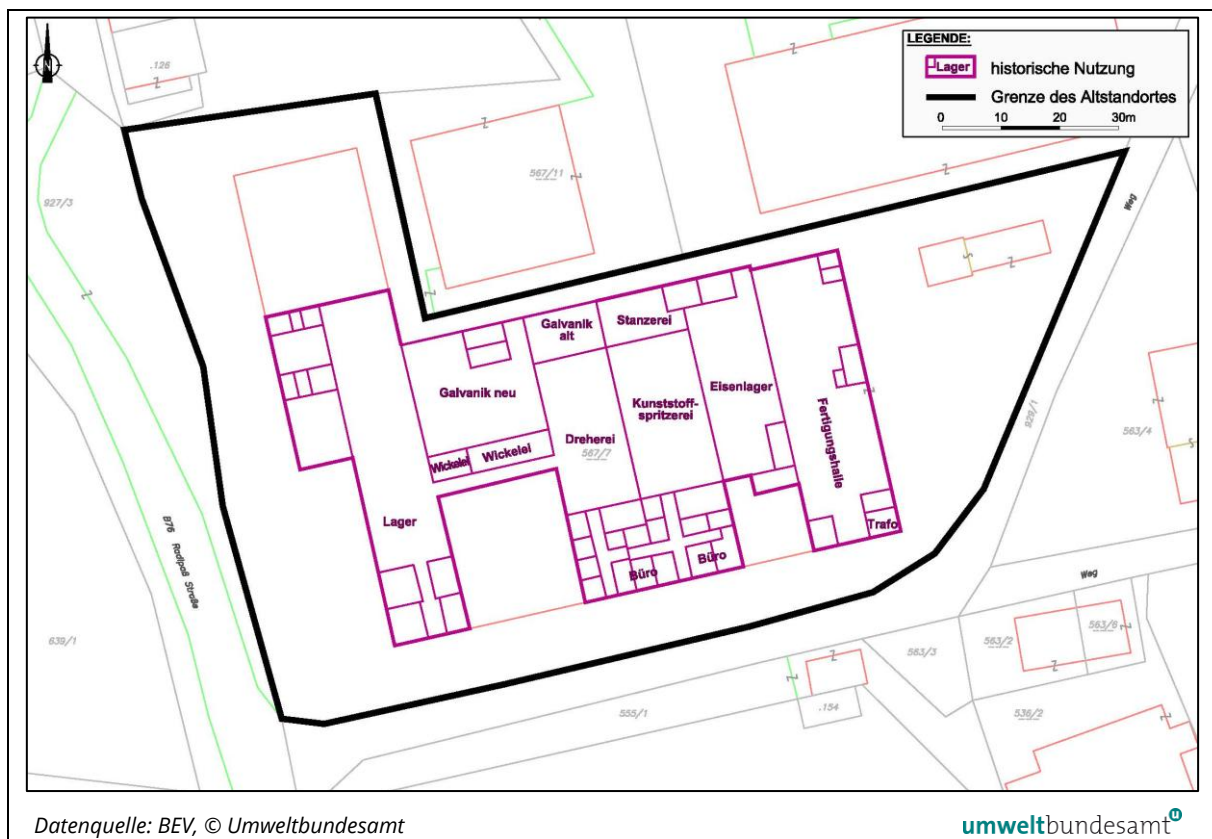 N
LEGENDE:
Lager historische Nutzung
Grenze des Altstandortes
0 10 20 30m
.126
927/3
567/11
Weg
Galvanik
alt
Stanzerei
Galvanik neu
Kunststoff-
spritzerei
Eisenlager
Fertigungshalle
Dreherei
567/7
Wickelei
Wickelei
929/1
563/4
Lager
Trafo
Büro
Büro
B76 Radlpaß Straße
Weg
639/1
563/3
563/2
563/8
555/1
.154
536/2
Datenquelle: BEV, © Umweltbundesamt
umweltbundesamt